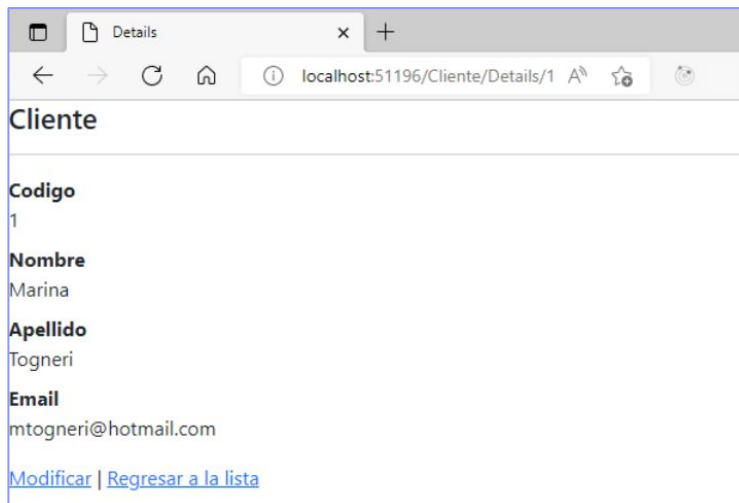 Details
localhost:51196/Cliente/Details/1
Cliente
Codigo
1
Nombre
Marina
Apellido
Togneri
Email
mtogneri@hotmail.com
Modificar | Regresar a la lista